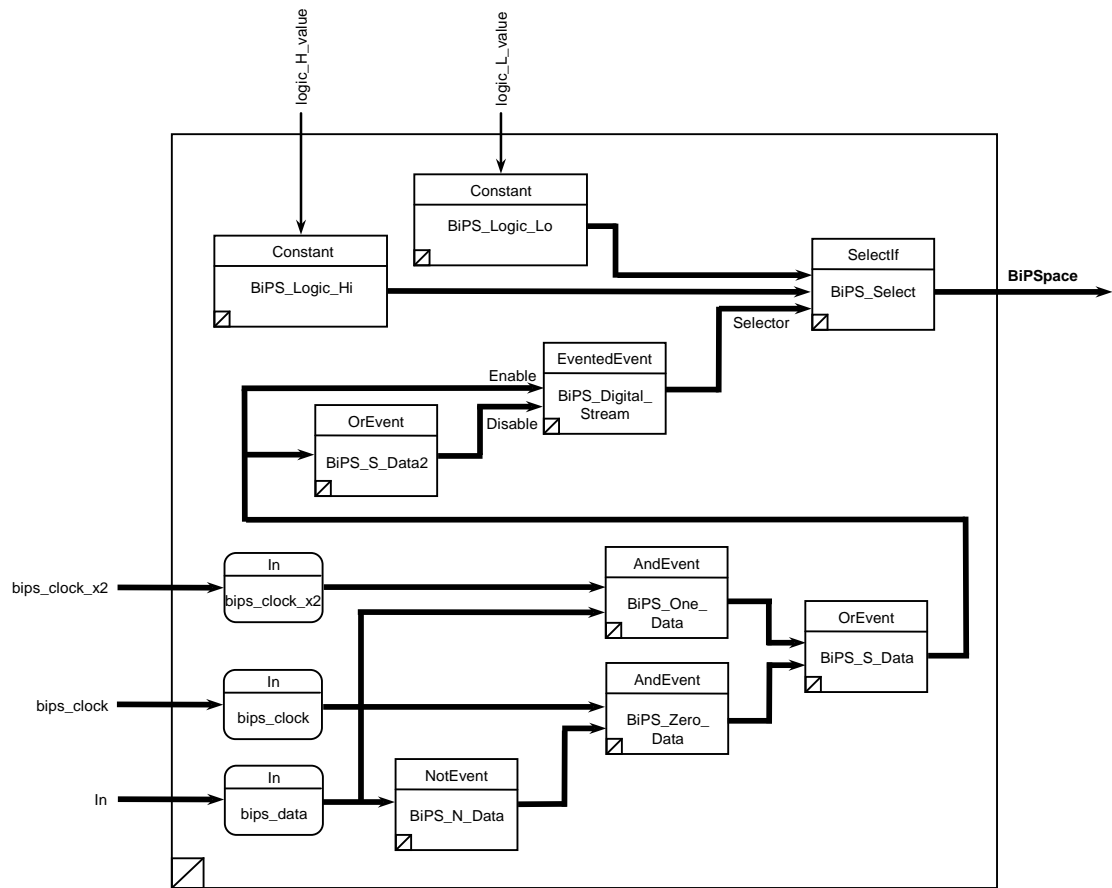 logic_H_value
logic_L_value
Constant
BiPS_Logic_Lo
Constant
BiPS_Logic_Hi
SelectIf
BiPS_Select
BiPSpace
Selector
EventedEvent
BiPS_Digital_
Stream
Enable
Disable
OrEvent
BiPS_S_Data2
bips_clock_x2
In
bips_clock_x2
AndEvent
BiPS_One_
Data
OrEvent
BiPS_S_Data
bips_clock
In
bips_clock
AndEvent
BiPS_Zero_
Data
In
In
bips_data
NotEvent
BiPS_N_Data